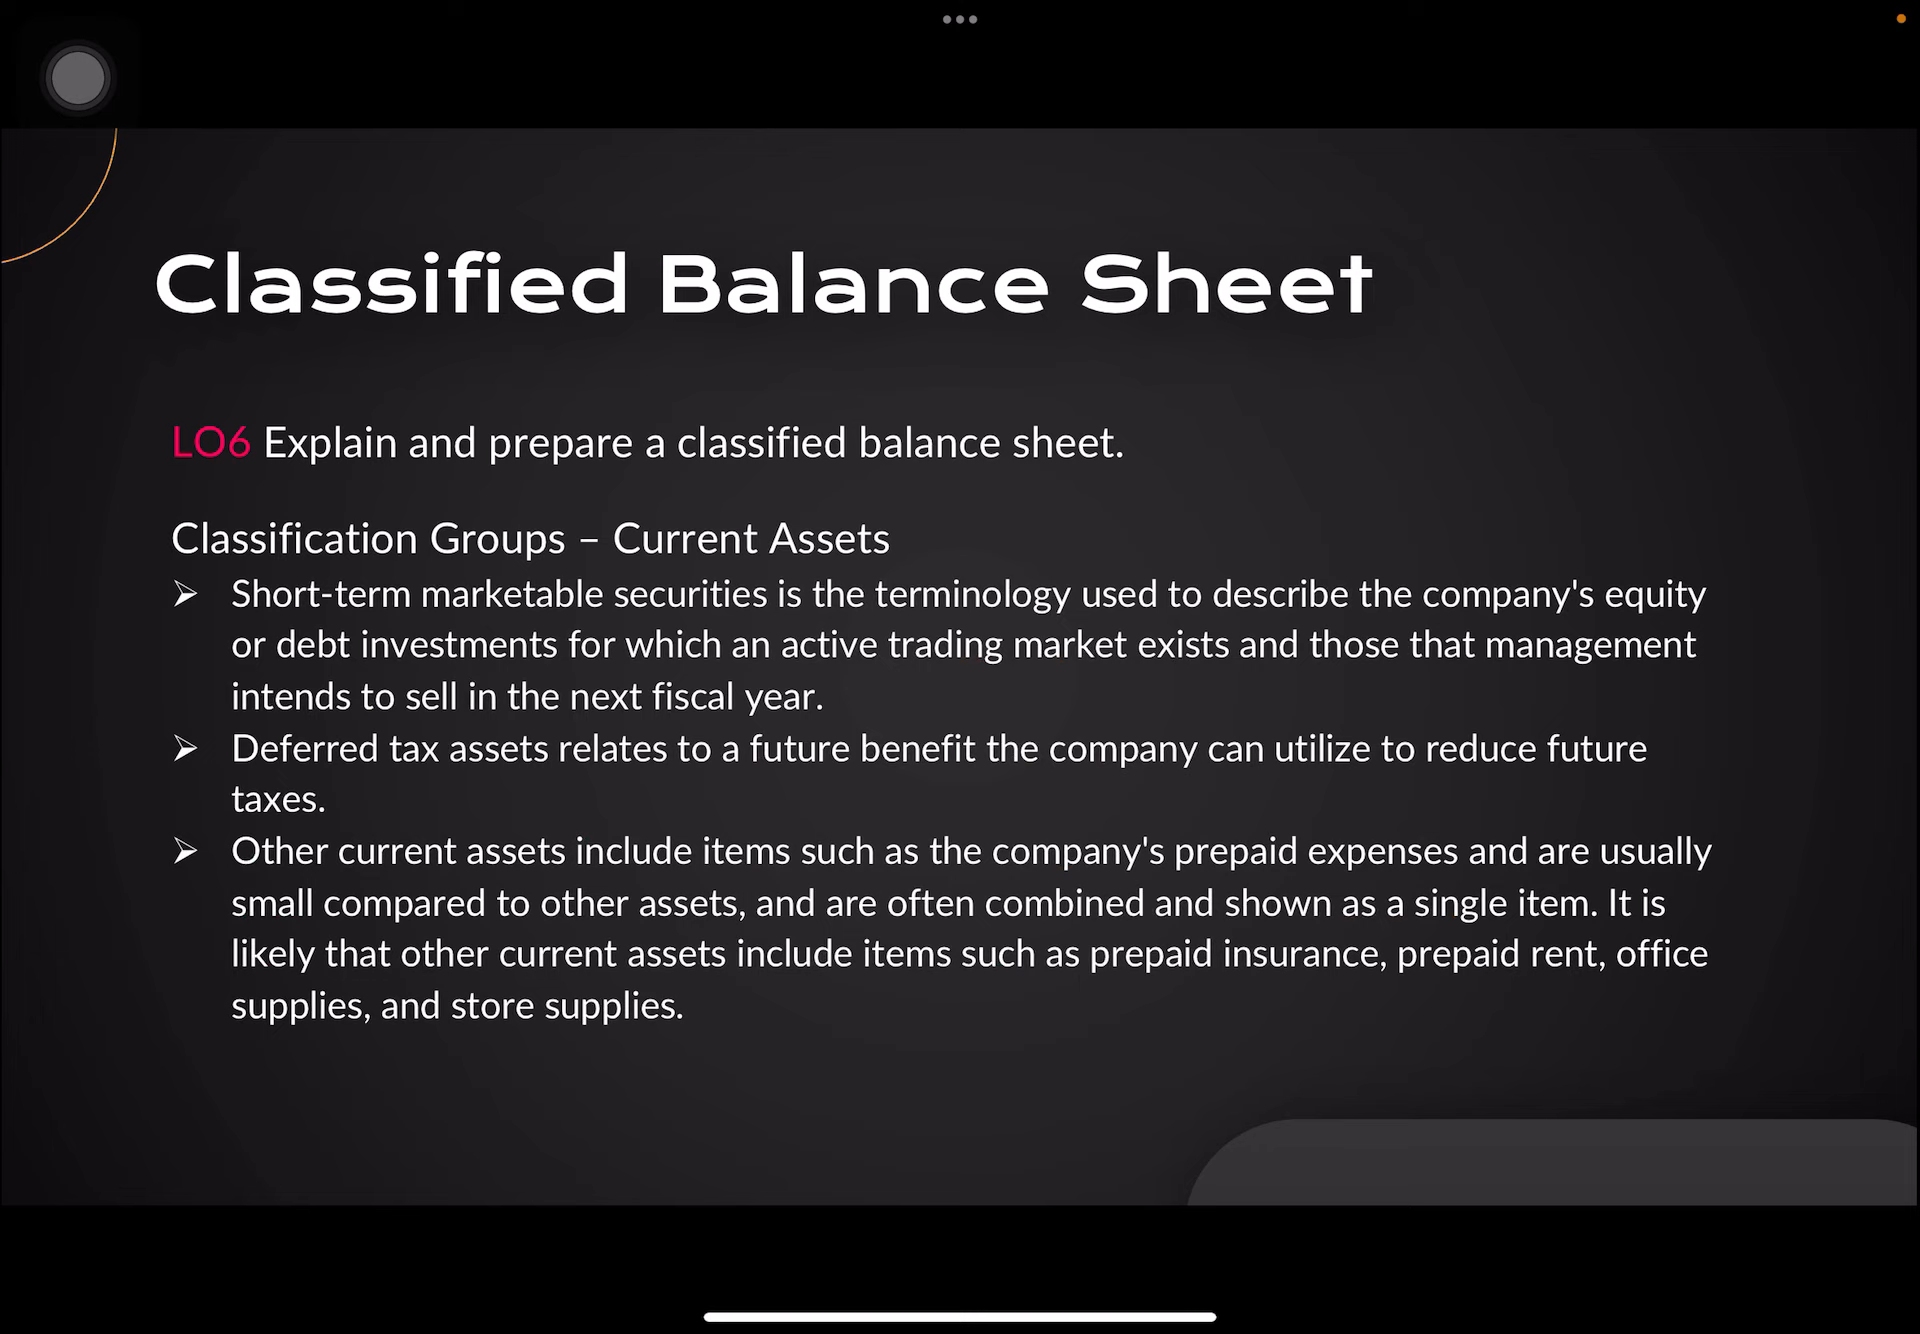 Classified Balance Sheet
LO6 Explain and prepare a classified balance sheet.
Classification Groups – Current Assets
➢ Short-term marketable securities is the terminology used to describe the company's equity
or debt investments for which an active trading market exists and those that management
intends to sell in the next fiscal year.
➢ Deferred tax assets relates to a future benefit the company can utilize to reduce future
taxes.
➢ Other current assets include items such as the company's prepaid expenses and are usually
small compared to other assets, and are often combined and shown as a single item. It is
likely that other current assets include items such as prepaid insurance, prepaid rent, office
supplies, and store supplies.